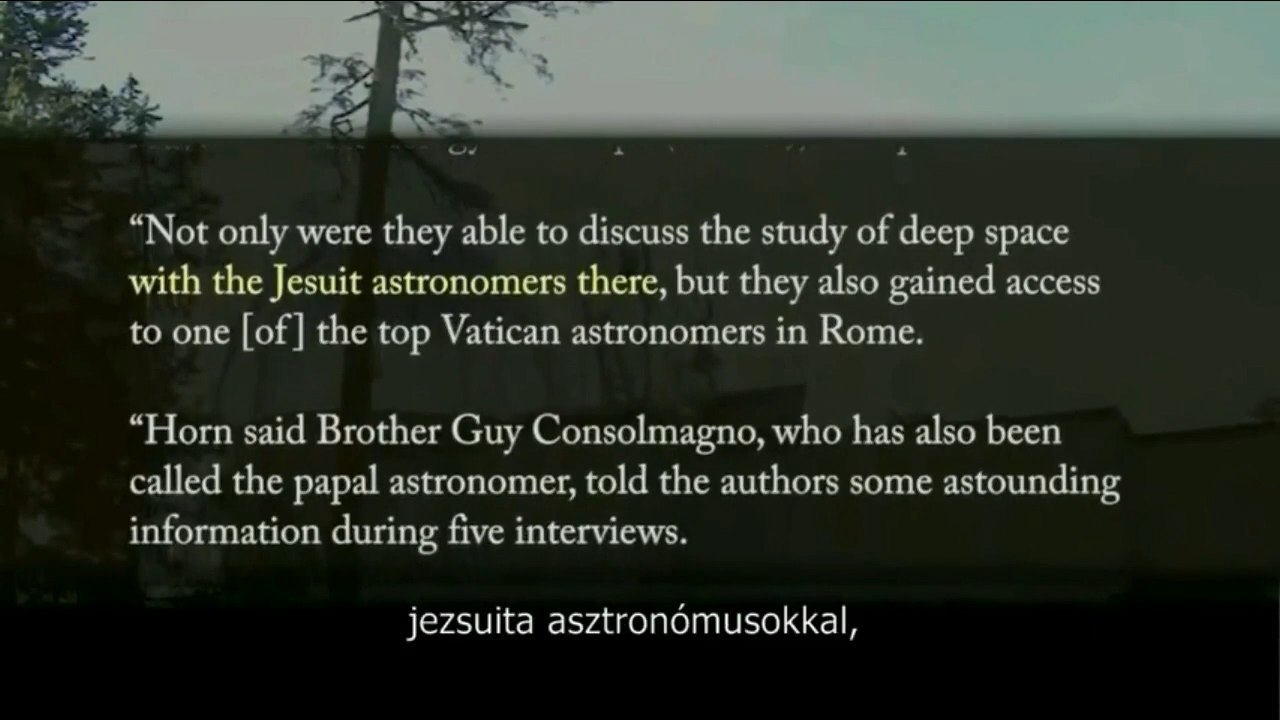 “Not only were they able to discuss the study of deep space
with the Jesuit astronomers there, but they also gained access
to one [of] the top Vatican astronomers in Rome.
“Horn said Brother Guy Consolmagno, who has also been
called the papal astronomer, told the authors some astounding
information during five interviews.
jezsuita asztronómusokkal,